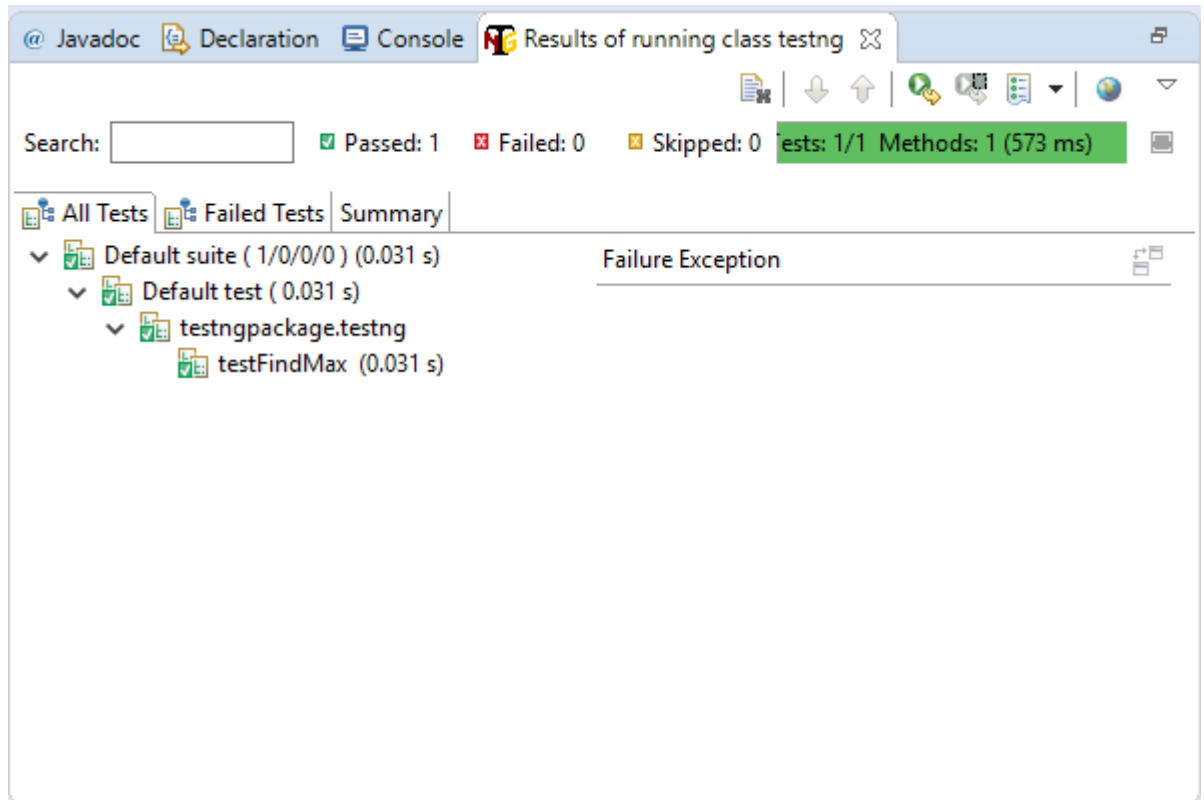 @ Javadoc Declaration Console Results of running class testng
Search: Passed: 1 Failed: 0 Skipped: 0 ests: 1/1 Methods: 1 (573 ms)
All Tests Failed Tests Summary
Default suite ( 1/0/0/0 ) (0.031 s) Failure Exception
Default test ( 0.031 s)
testngpackage.testng
testFindMax (0.031 s)